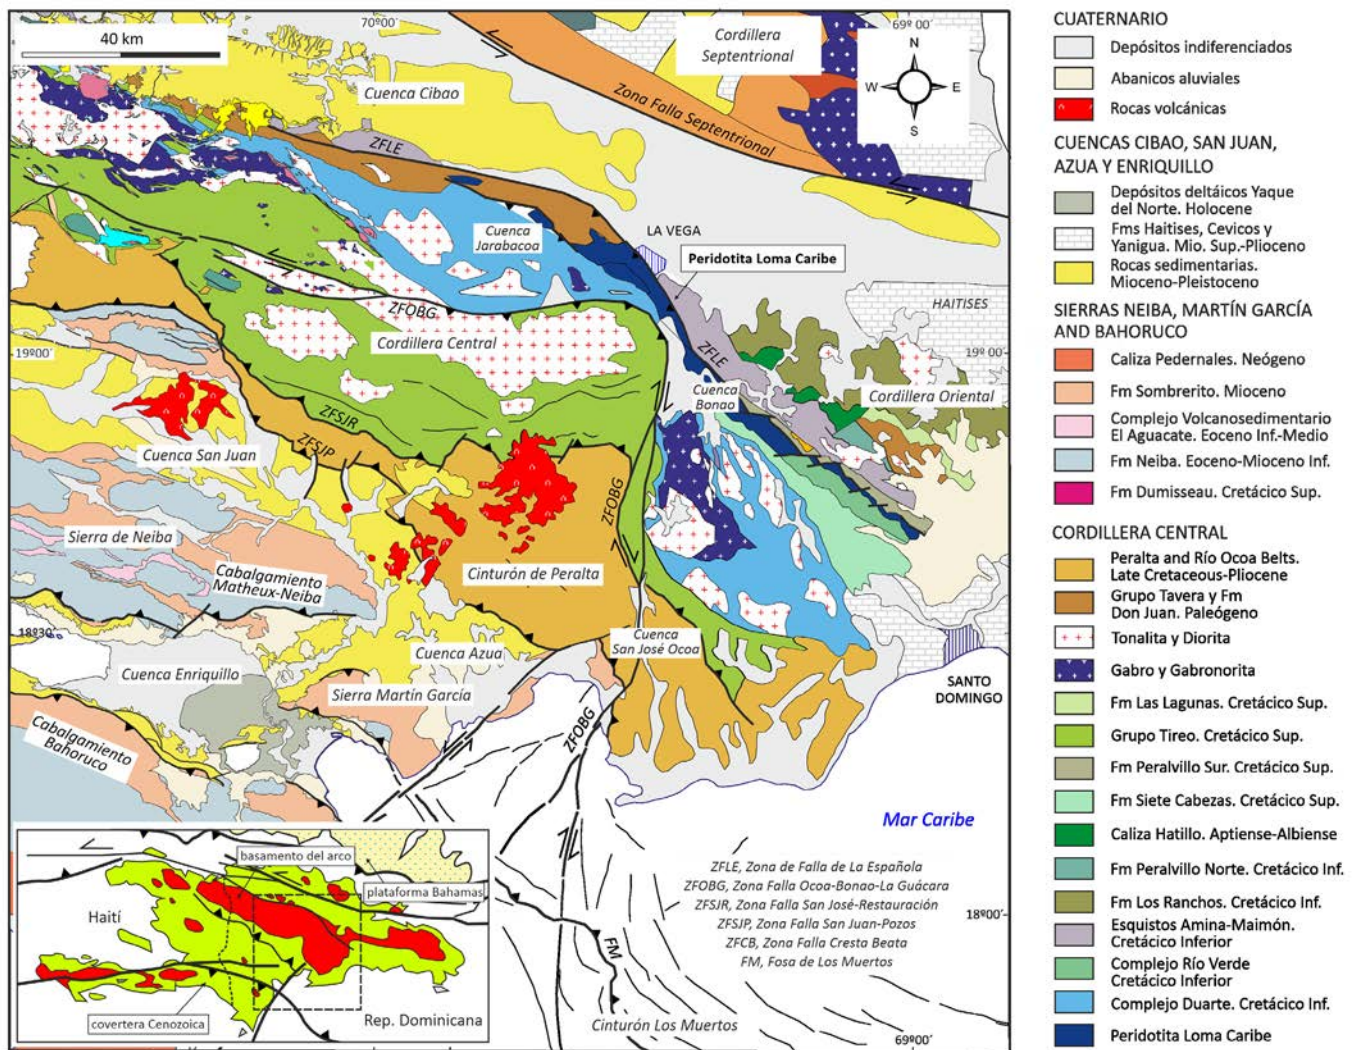 70º00'
69º 00'
40 km
Cordillera
Septentrional
N
W
E
S
Cuenca Cibao
Zona Falla Septentrional
ZFLE
Cuenca
Jarabacoa
LA VEGA
Peridotita Loma Caribe
HAITISES
ZFOBG
Cordillera Central
19º00'
19º 00'
ZFLE
Cuenca
Bonao
Cordillera Oriental
ZFSJR
ZFSJP
Cuenca San Juan
ZFOBG
Sierra de Neiba
Cabalgamiento
Matheux-Neiba
Cinturón de Peralta
18º30'
Cuenca
San José Ocoa
Cuenca Azua
Cuenca Enriquillo
Sierra Martín García
SANTO
DOMINGO
Cabalgamiento
Bahoruco
ZFOBG
Mar Caribe
basamento del arco
plataforma Bahamas
Haití
covertera Cenozoica
Rep. Dominicana
ZFLE, Zona de Falla de La Española
ZFOBG, Zona Falla Ocoa-Bonao-La Guácara
ZFSJR, Zona Falla San José-Restauración
ZFSJP, Zona Falla San Juan-Pozos
ZFCB, Zona Falla Cresta Beata
FM, Fosa de Los Muertos
18º00'
FM
Cinturón Los Muertos
69º00'
CUATERNARIO
Depósitos indiferenciados
Abanicos aluviales
Rocas volcánicas
CUENCAS CIBAO, SAN JUAN,
AZUA Y ENRIQUILLO
Depósitos deltáicos Yaque
del Norte. Holoceno
Fms Haitises, Cevicos y
Yanigua. Mio. Sup.-Plioceno
Rocas sedimentarias.
Mioceno-Pleistoceno
SIERRAS NEIBA, MARTÍN GARCÍA
AND BAHORUCO
Caliza Pedernales. Neógeno
Fm Sombrerito. Mioceno
Complejo Volcanosedimentario
El Aguacate. Eoceno Inf.-Medio
Fm Neiba. Eoceno-Mioceno Inf.
Fm Dumisseau. Cretácico Sup.
CORDILLERA CENTRAL
Peralta and Río Ocoa Belts.
Late Cretaceous-Pliocene
Grupo Tavera y Fm
Don Juan. Paleógeno
Tonalita y Diorita
Gabro y Gabronorita
Fm Las Lagunas. Cretácico Sup.
Grupo Tireo. Cretácico Sup.
Fm Peralvillo Sur. Cretácico Sup.
Fm Siete Cabezas. Cretácico Sup.
Caliza Hatillo. Aptiense-Albiense
Fm Peralvillo Norte. Cretácico Inf.
Fm Los Ranchos. Cretácico Inf.
Esquistos Amina-Maimón.
Cretácico Inferior
Complejo Río Verde
Cretácico Inferior
Complejo Duarte. Cretácico Inf.
Peridotita Loma Caribe